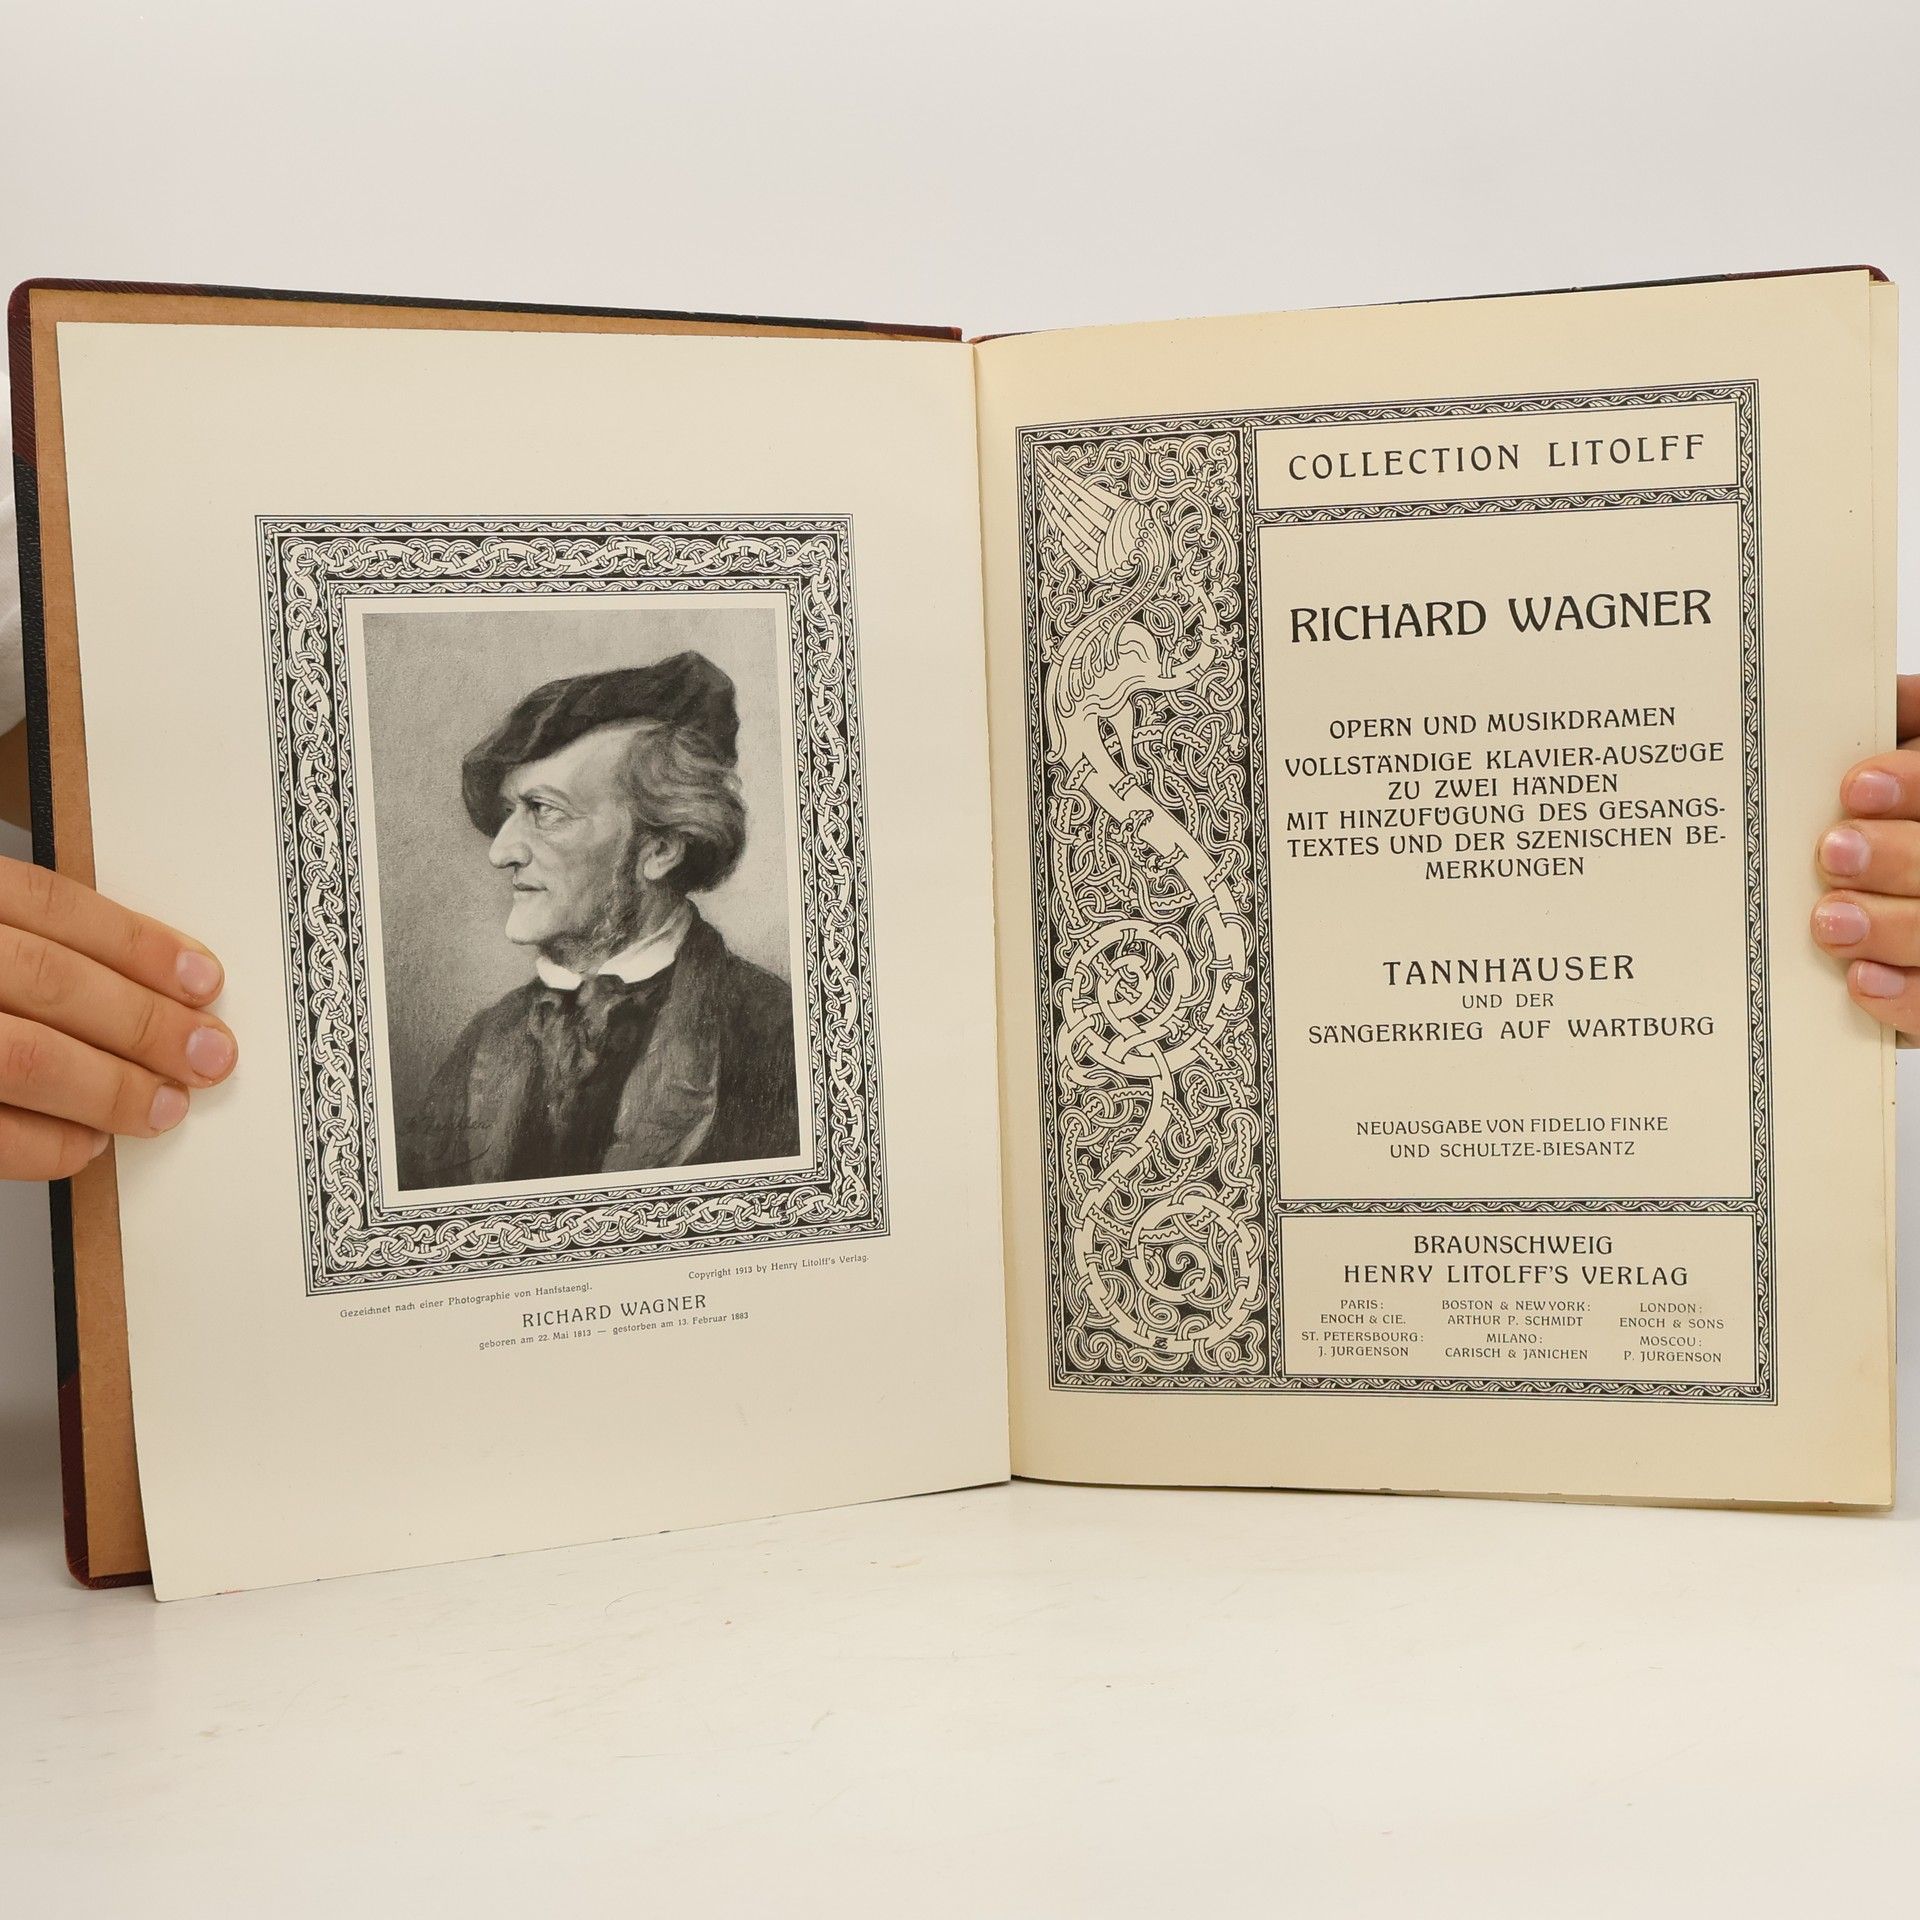 Gezeichnet nach einer Photographie von Hanfstaengl.
Copyright 1913 by Henry Litolff's Verlag.
RICHARD WAGNER
geboren am 22. Mai 1813 — gestorben am 13. Februar 1883
COLLECTION LITOLFF
RICHARD WAGNER
OPERN UND MUSIKDRAMEN
VOLLSTÄNDIGE KLAVIER-AUSZÜGE
ZU ZWEI HÄNDEN
MIT HINZUFÜGUNG DES GESANGS-
TEXTES UND DER SZENISCHEN BE-
MERKUNGEN
TANNHÄUSER
UND DER
SÄNGERKRIEG AUF WARTBURG
NEUAUSGABE VON FIDELIO FINKE
UND SCHULTZE-BIESANTZ
BRAUNSCHWEIG
HENRY LITOLFF'S VERLAG
PARIS: BOSTON & NEW YORK: LONDON:
ENOCH & CIE. ARTHUR P. SCHMIDT ENOCH & SONS
ST. PETERSBOURG: MILANO: MOSCOU:
J. JURGENSON CARISCH & JÄNICHEN P. JURGENSON